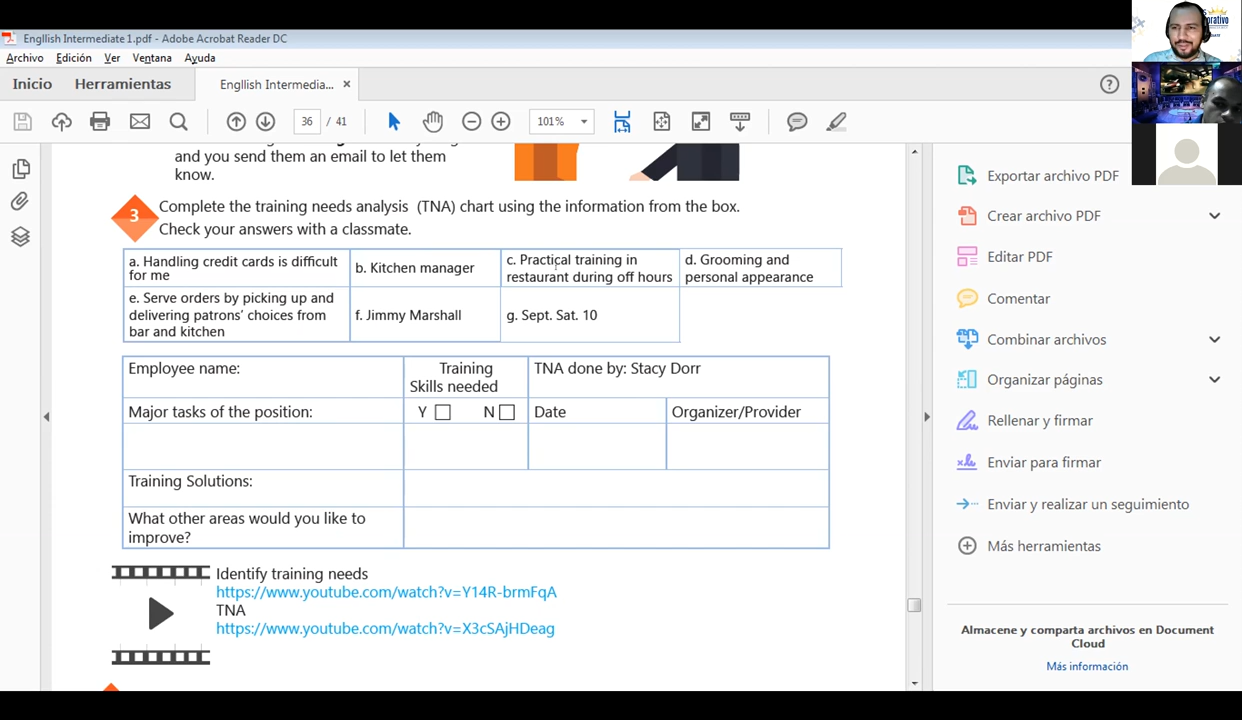 English Intermediate 1.pdf - Adobe Acrobat Reader DC
Archivo Edición Ver Ventana Ayuda
Inicio Herramientas Engllish Intermedia... ×
36 / 41 101%
and you send them an email to let them
know.
3 Complete the training needs analysis (TNA) chart using the information from the box.
Check your answers with a classmate.
a. Handling credit cards is difficult
for me
b. Kitchen manager
c. Practical training in
restaurant during off hours
d. Grooming and
personal appearance
e. Serve orders by picking up and
delivering patrons' choices from
bar and kitchen
f. Jimmy Marshall
g. Sept. Sat. 10
Employee name:
Training
Skills needed
TNA done by: Stacy Dorr
Major tasks of the position:
Y N
Date
Organizer/Provider
Training Solutions:
What other areas would you like to
improve?
Identify training needs
https://www.youtube.com/watch?v=Y14R-brmFqA
TNA
https://www.youtube.com/watch?v=X3cSAjHDeag
Exportar archivo PDF
Crear archivo PDF
Editar PDF
Comentar
Combinar archivos
Organizar páginas
Rellenar y firmar
Enviar para firmar
Enviar y realizar un seguimiento
Más herramientas
Almacene y comparta archivos en Document
Cloud
Más información